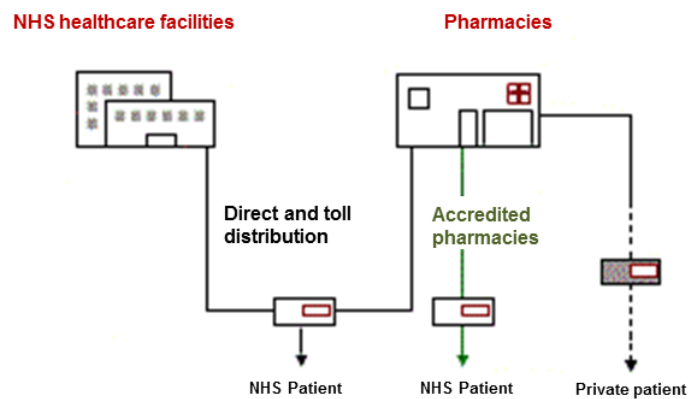 NHS healthcare facilities
Pharmacies
Direct and toll
distribution
Accredited
pharmacies
NHS Patient
NHS Patient
Private patient